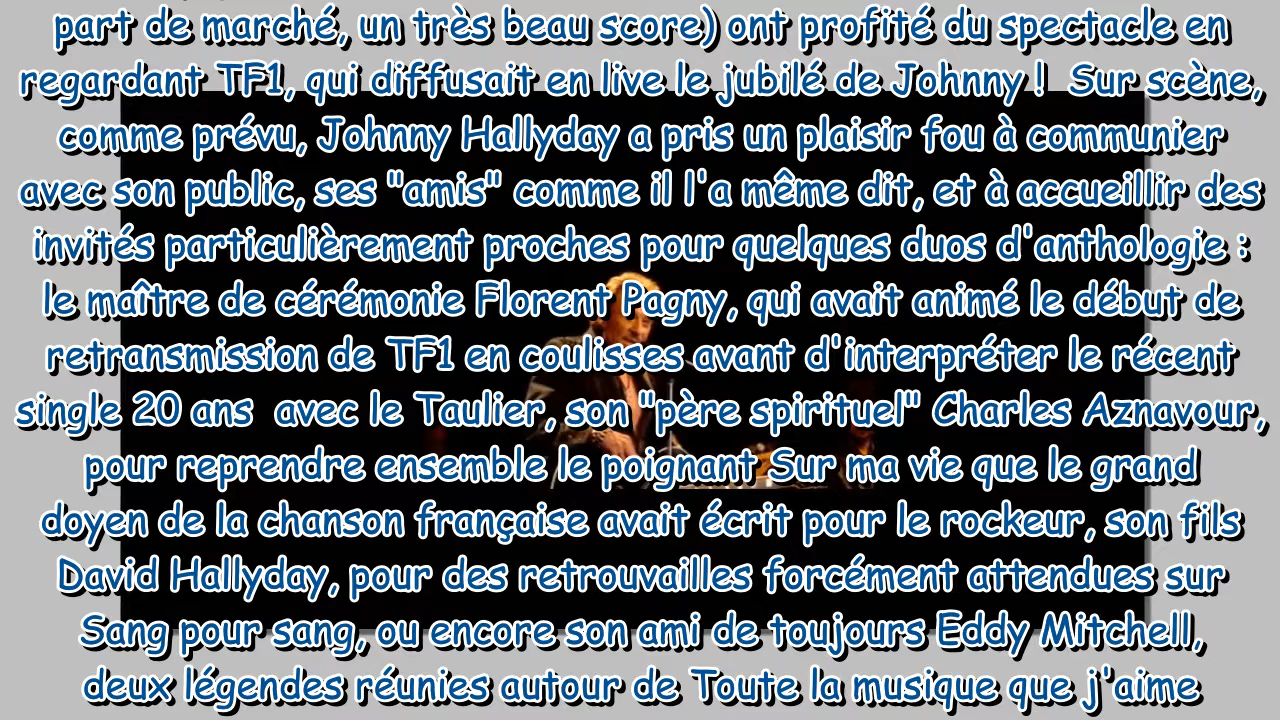 part de marché, un très beau score) ont profité du spectacle en
regardant TF1, qui diffusait en live le jubilé de Johnny !  Sur scène,
comme prévu, Johnny Hallyday a pris un plaisir fou à communier
avec son public, ses "amis" comme il l'a même dit, et à accueillir des
invités particulièrement proches pour quelques duos d'anthologie :
le maître de cérémonie Florent Pagny, qui avait animé le début de
retransmission de TF1 en coulisses avant d'interpréter le récent
single 20 ans  avec le Taulier, son "père spirituel" Charles Aznavour,
pour reprendre ensemble le poignant Sur ma vie que le grand
doyen de la chanson française avait écrit pour le rockeur, son fils
David Hallyday, pour des retrouvailles forcément attendues sur
Sang pour sang, ou encore son ami de toujours Eddy Mitchell,
deux légendes réunies autour de Toute la musique que j'aime